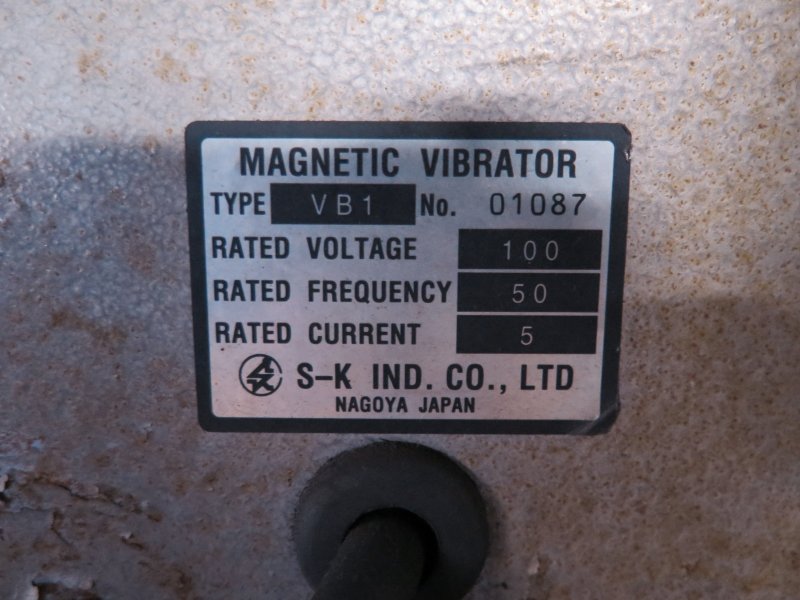 MAGNETIC VIBRATOR
TYPE VB1 No. 01087
RATED VOLTAGE 100
RATED FREQUENCY 50
RATED CURRENT 5
S-K IND. CO., LTD
NAGOYA JAPAN